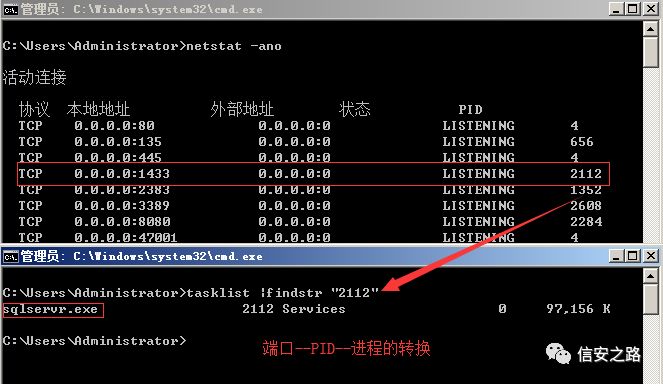 管理员: C:\Windows\system32\cmd.exe
C:\Users\Administrator>netstat -ano
活动连接
协议 本地地址 外部地址 状态 PID
TCP 0.0.0.0:80 0.0.0.0:0 LISTENING 4
TCP 0.0.0.0:135 0.0.0.0:0 LISTENING 656
TCP 0.0.0.0:445 0.0.0.0:0 LISTENING 4
TCP 0.0.0.0:1433 0.0.0.0:0 LISTENING 2112
TCP 0.0.0.0:2383 0.0.0.0:0 LISTENING 1352
TCP 0.0.0.0:3389 0.0.0.0:0 LISTENING 2608
TCP 0.0.0.0:8080 0.0.0.0:0 LISTENING 2284
TCP 0.0.0.0:47001 0.0.0.0:0 LISTENING 4
管理员: C:\Windows\system32\cmd.exe
C:\Users\Administrator>tasklist |findstr "2112"
sqlservr.exe 2112 Services 0 97,156 K
C:\Users\Administrator>
端口--PID--进程的转换
信安之路